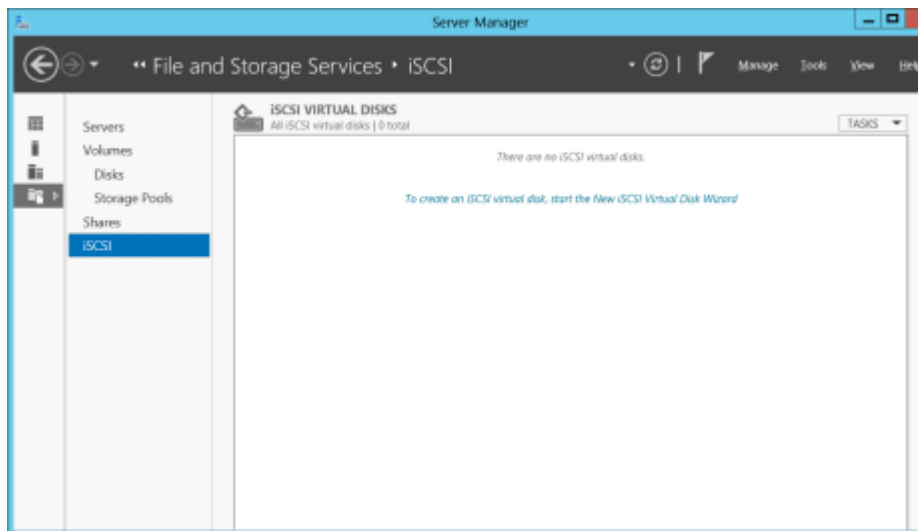 Server Manager
File and Storage Services • iSCSI
Manage Tools View Help
Servers
Volumes
Disks
Storage Pools
Shares
iSCSI
iSCSI VIRTUAL DISKS
All iSCSI virtual disks | 0 total
TASKS
There are no iSCSI virtual disks.
To create an iSCSI virtual disk, start the New iSCSI Virtual Disk Wizard